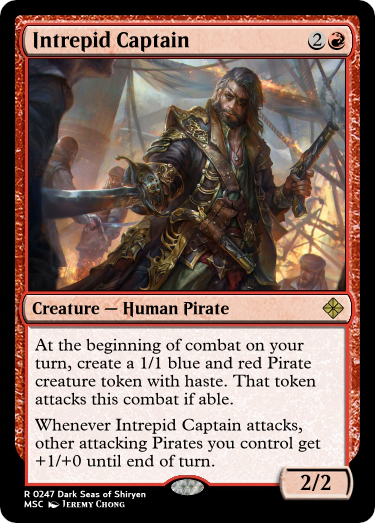 Intrepid Captain 2
Creature — Human Pirate
At the beginning of combat on your
turn, create a 1/1 blue and red Pirate
creature token with haste. That token
attacks this combat if able.
Whenever Intrepid Captain attacks,
other attacking Pirates you control get
+1/+0 until end of turn.
2/2
R 0247 Dark Seas of Shiryen
MSC JEREMY CHONG